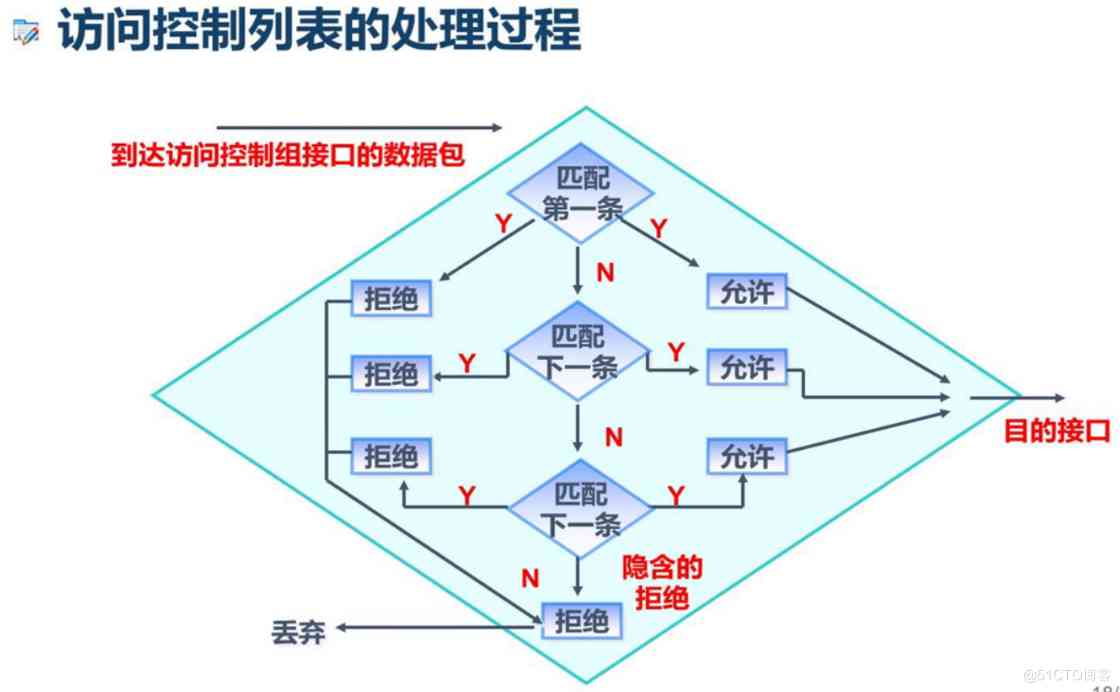 访问控制列表的处理过程
到达访问控制组接口的数据包
匹配
第一条
Y
Y
N
拒绝
允许
匹配
下一条
Y
Y
拒绝
允许
目的接口
N
拒绝
允许
匹配
下一条
Y
Y
N
隐含的
拒绝
拒绝
丢弃
@51CTO博客